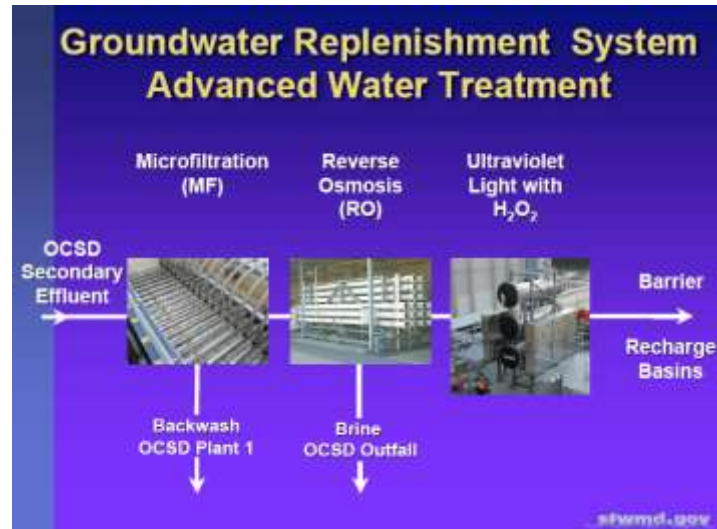 Groundwater Replenishment System
Advanced Water Treatment
Microfiltration
(MF)
Reverse
Osmosis
(RO)
Ultraviolet
Light with
H₂O₂
OCSD
Secondary
Effluent
Barrier
Recharge
Basins
Backwash
OCSD Plant 1
Brine
OCSD Outfall
sfwmd.gov